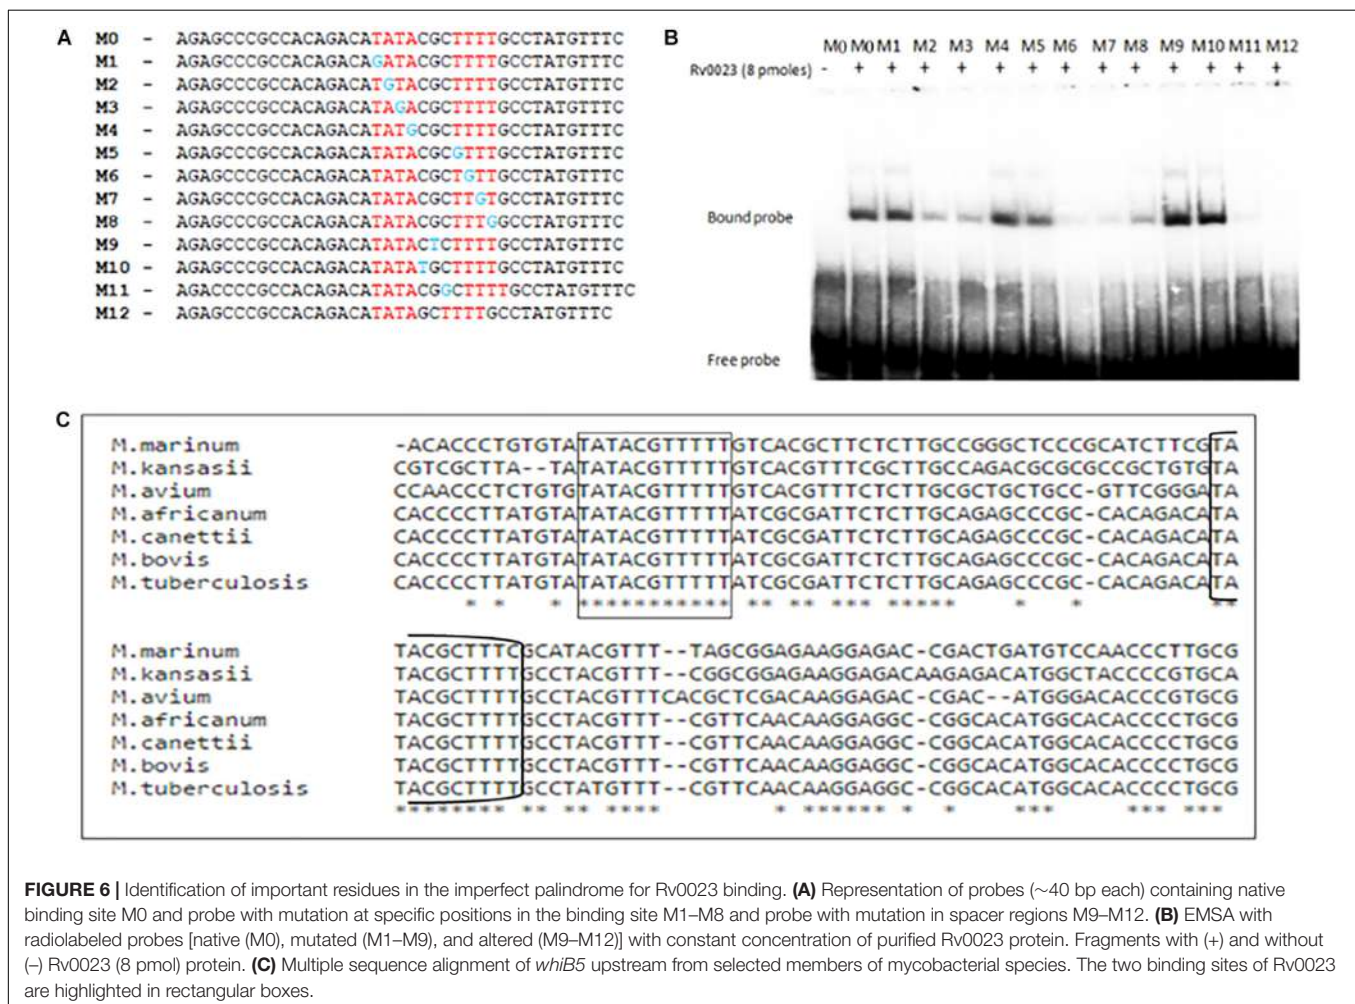 A
M0 - AGAGCCCGCCACAGACATATACGCTTTTGCCTATGTTTC
M1 - AGAGCCCGCCACAGACAGATACGCTTTTGCCTATGTTTC
M2 - AGAGCCCGCCACAGACATGTACGCTTTTGCCTATGTTTC
M3 - AGAGCCCGCCACAGACATAGACGCTTTTGCCTATGTTTC
M4 - AGAGCCCGCCACAGACATATGCGCTTTTGCCTATGTTTC
M5 - AGAGCCCGCCACAGACATATACGCGTTTGCCTATGTTTC
M6 - AGAGCCCGCCACAGACATATACGCTGTTGCCTATGTTTC
M7 - AGAGCCCGCCACAGACATATACGCTTGTGCCTATGTTTC
M8 - AGAGCCCGCCACAGACATATACGCTTTGGCCTATGTTTC
M9 - AGAGCCCGCCACAGACATATACTCTTTTGCCTATGTTTC
M10 - AGAGCCCGCCACAGACATATATGCTTTTGCCTATGTTTC
M11 - AGACCCCGCCACAGACATATACGGCTTTTGCCTATGTTTC
M12 - AGAGCCCGCCACAGACATATAGCTTTTGCCTATGTTTC
B
M0 M0 M1 M2 M3 M4 M5 M6 M7 M8 M9 M10 M11 M12
Rv0023 (8 pmoles) - + + + + + + + + + + + + +
Bound probe
Free probe
C
M.marinum -ACACCCTGTGTATATACGTTTTTGTCACGCTTCTCTTGCCGGGCTCCCGCATCTTCGTA
M.kansasii CGTCGCTTA--TATATACGTTTTTGTCACGTTTCGCTTGCCAGACGCGCGCCGCTGTGTA
M.avium CCAACCCTCTGTGTATACGTTTTTGTCACGTTTCTCTTGCGCTGCTGCC-GTTCGGGATA
M.africanum CACCCCTTATGTATATACGTTTTTATCGCGATTCTCTTGCAGAGCCCGC-CACAGACATA
M.canettii CACCCCTTATGTATATACGTTTTTATCGCGATTCTCTTGCAGAGCCCGC-CACAGACATA
M.bovis CACCCCTTATGTATATACGTTTTTATCGCGATTCTCTTGCAGAGCCCGC-CACAGACATA
M.tuberculosis CACCCCTTATGTATATACGTTTTTATCGCGATTCTCTTGCAGAGCCCGC-CACAGACATA
* * * *********** ** ** *** ***** * * **
M.marinum TACGCTTTCGCATACGTTT--TAGCGGAGAAGGAGAC-CGACTGATGTCCAACCCTTGCG
M.kansasii TACGCTTTTGCCTACGTTT--CGGCGGAGAAGGAGACAAGAGACATGGCTACCCCGTGCA
M.avium TACGCTTTTGCCTACGTTTCACGCTCGACAAGGAGAC-CGAC--ATGGGACACCCCTGCG
M.africanum TACGCTTTTGCCTACGTTT--CGTTCAACAAGGAGGC-CGGCACATGGCACACCCCTGCG
M.canettii TACGCTTTTGCCTACGTTT--CGTTCAACAAGGAGGC-CGGCACATGGCACACCCCTGCG
M.bovis TACGCTTTTGCCTACGTTT--CGTTCAACAAGGAGGC-CGGCACATGGCACACCCCTGCG
M.tuberculosis TACGCTTTTGCCTATGTTT--CGTTCAACAAGGAGGC-CGGCACATGGCACACCCCTGCG
******** ** ** **** * ****** * * *** *** ***
FIGURE 6 | Identification of important residues in the imperfect palindrome for Rv0023 binding. (A) Representation of probes (∼40 bp each) containing native
binding site M0 and probe with mutation at specific positions in the binding site M1–M8 and probe with mutation in spacer regions M9–M12. (B) EMSA with
radiolabeled probes [native (M0), mutated (M1–M9), and altered (M9–M12)] with constant concentration of purified Rv0023 protein. Fragments with (+) and without
(–) Rv0023 (8 pmol) protein. (C) Multiple sequence alignment of whiB5 upstream from selected members of mycobacterial species. The two binding sites of Rv0023
are highlighted in rectangular boxes.